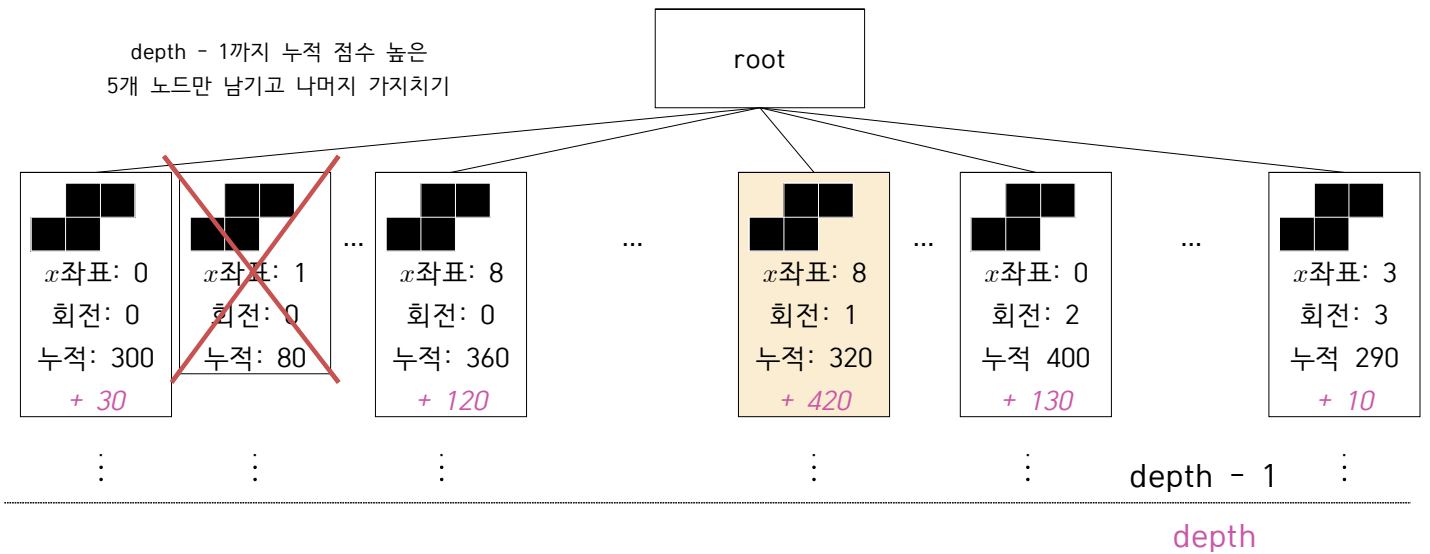 depth - 1까지 누적 점수 높은
5개 노드만 남기고 나머지 가지치기
root
x좌표: 0
회전: 0
누적: 300
+ 30
x좌표: 1
회전: 0
누적: 80
...
x좌표: 8
회전: 0
누적: 360
+ 120
...
x좌표: 8
회전: 1
누적: 320
+ 420
...
x좌표: 0
회전: 2
누적 400
+ 130
...
x좌표: 3
회전: 3
누적 290
+ 10
depth - 1
depth